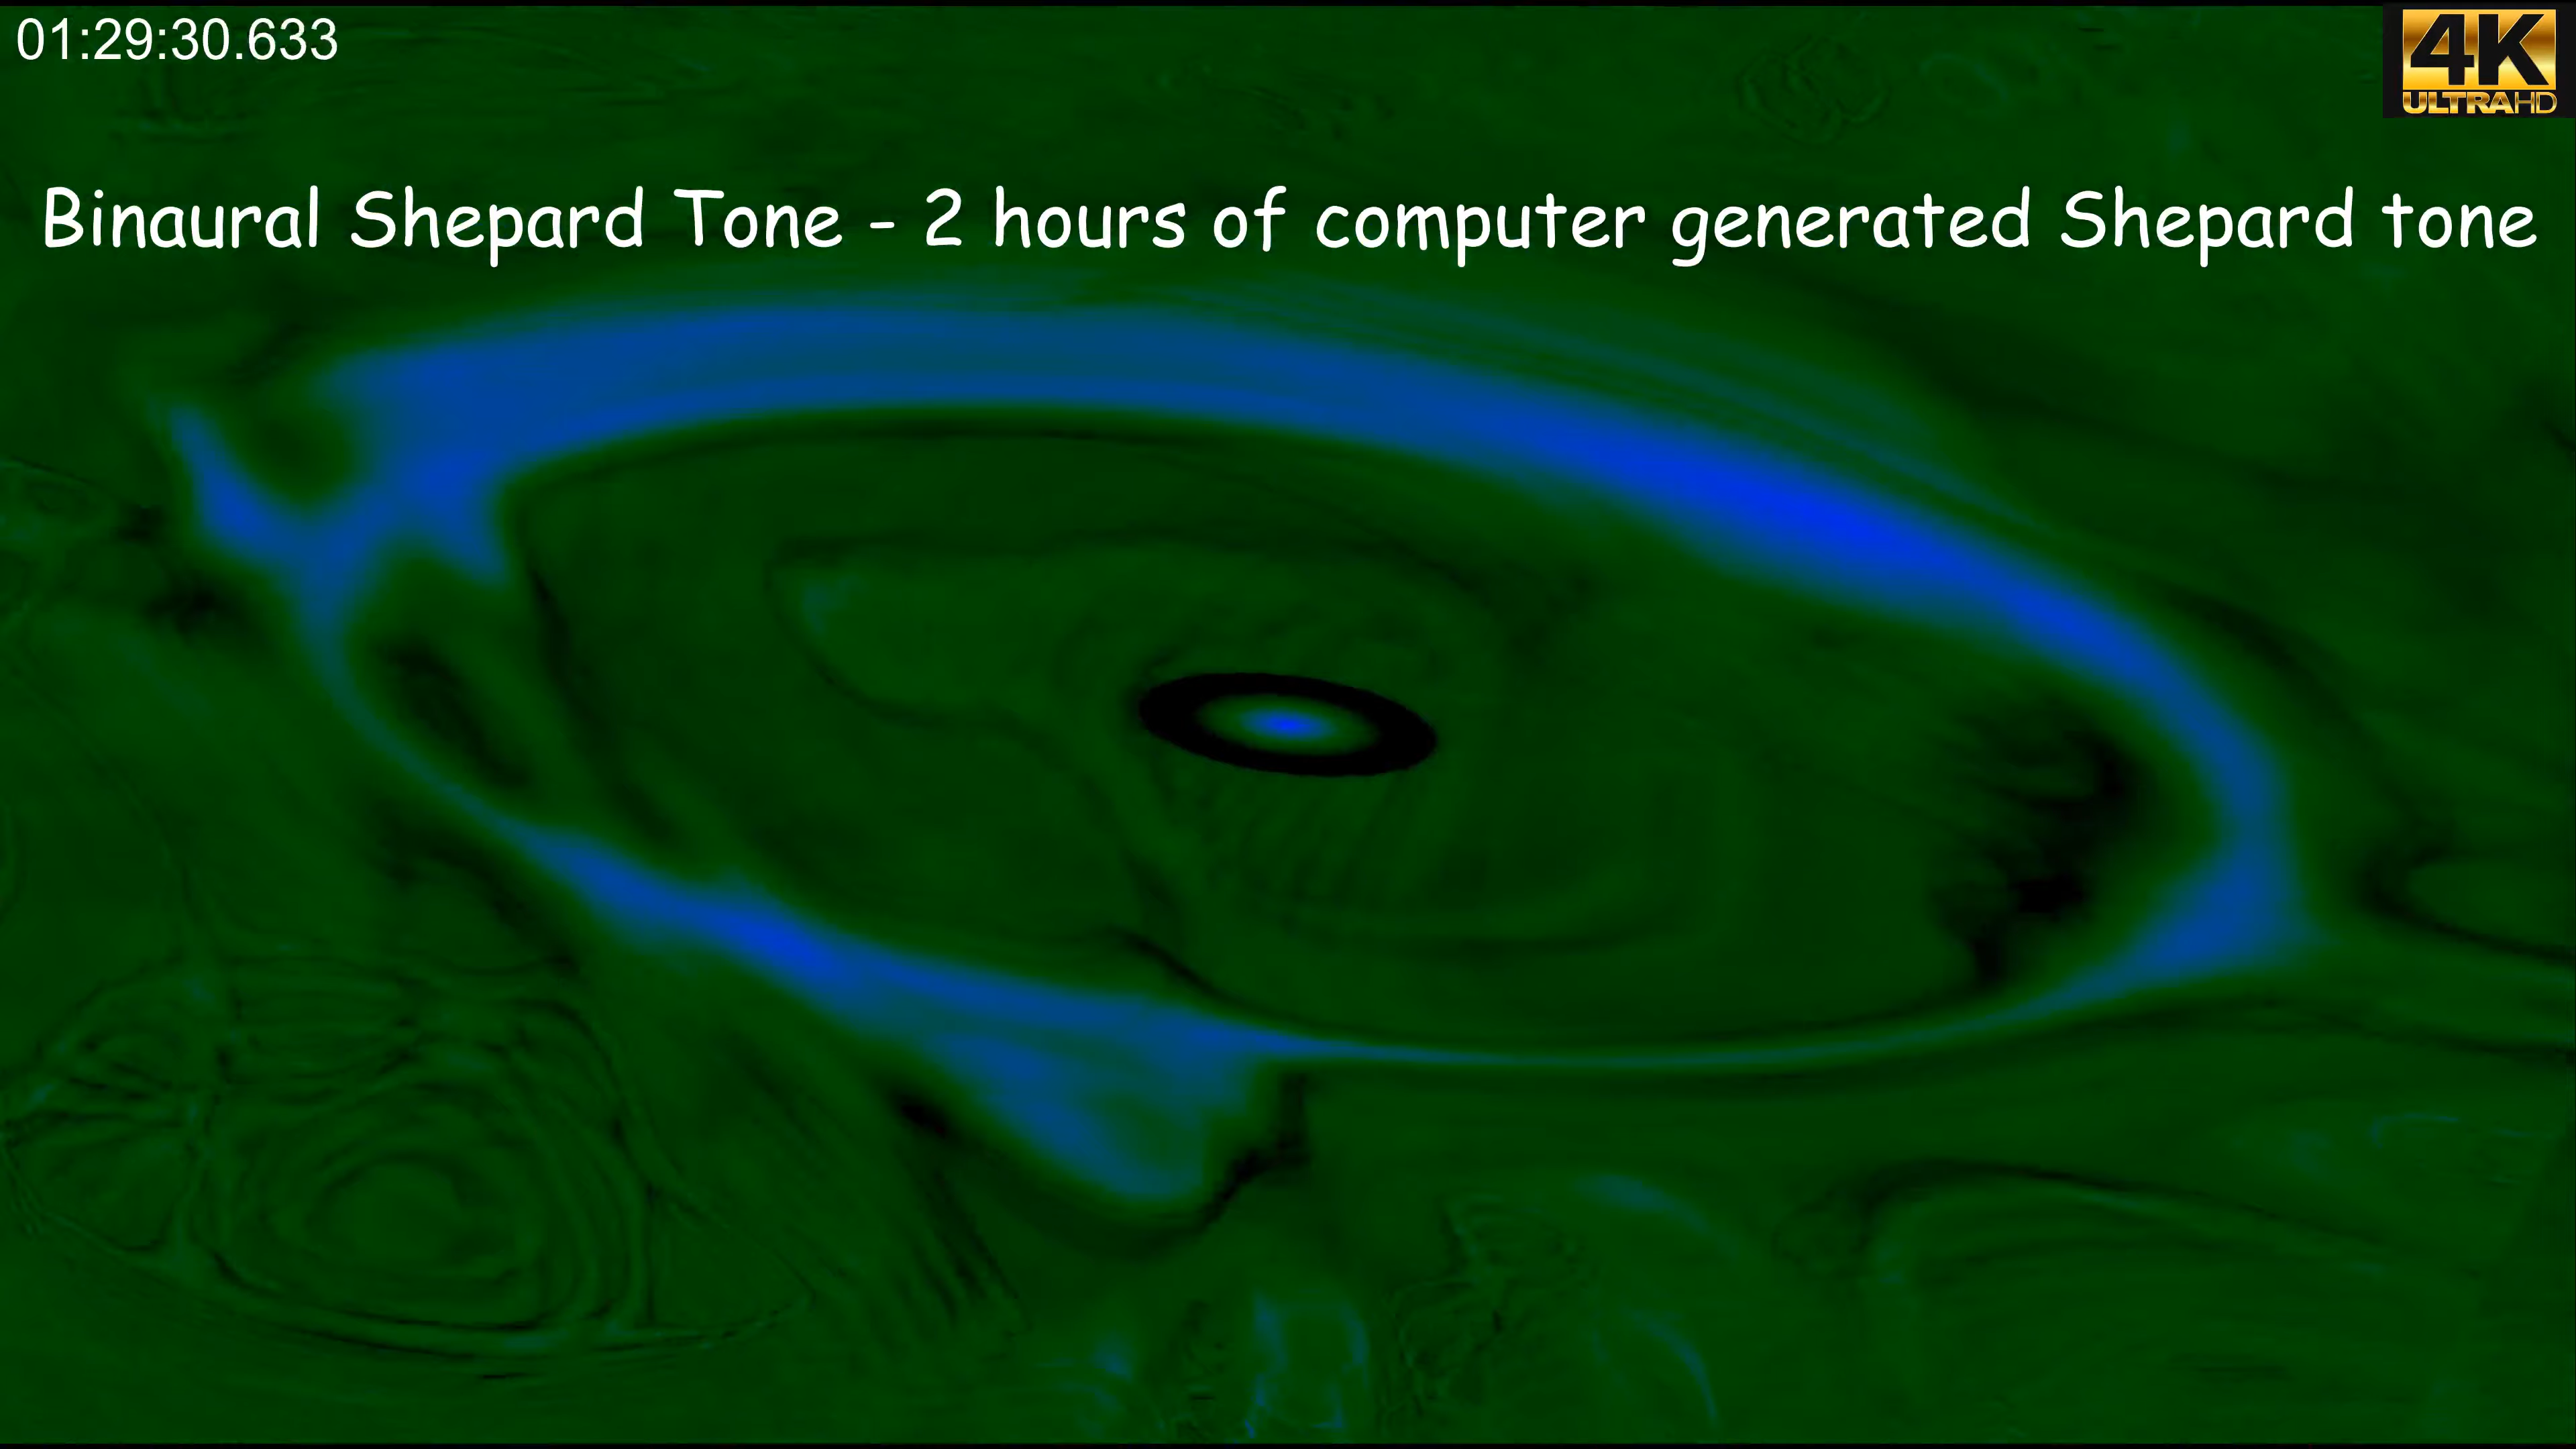 01:29:30.633
4K
ULTRAHD
Binaural Shepard Tone - 2 hours of computer generated Shepard tone